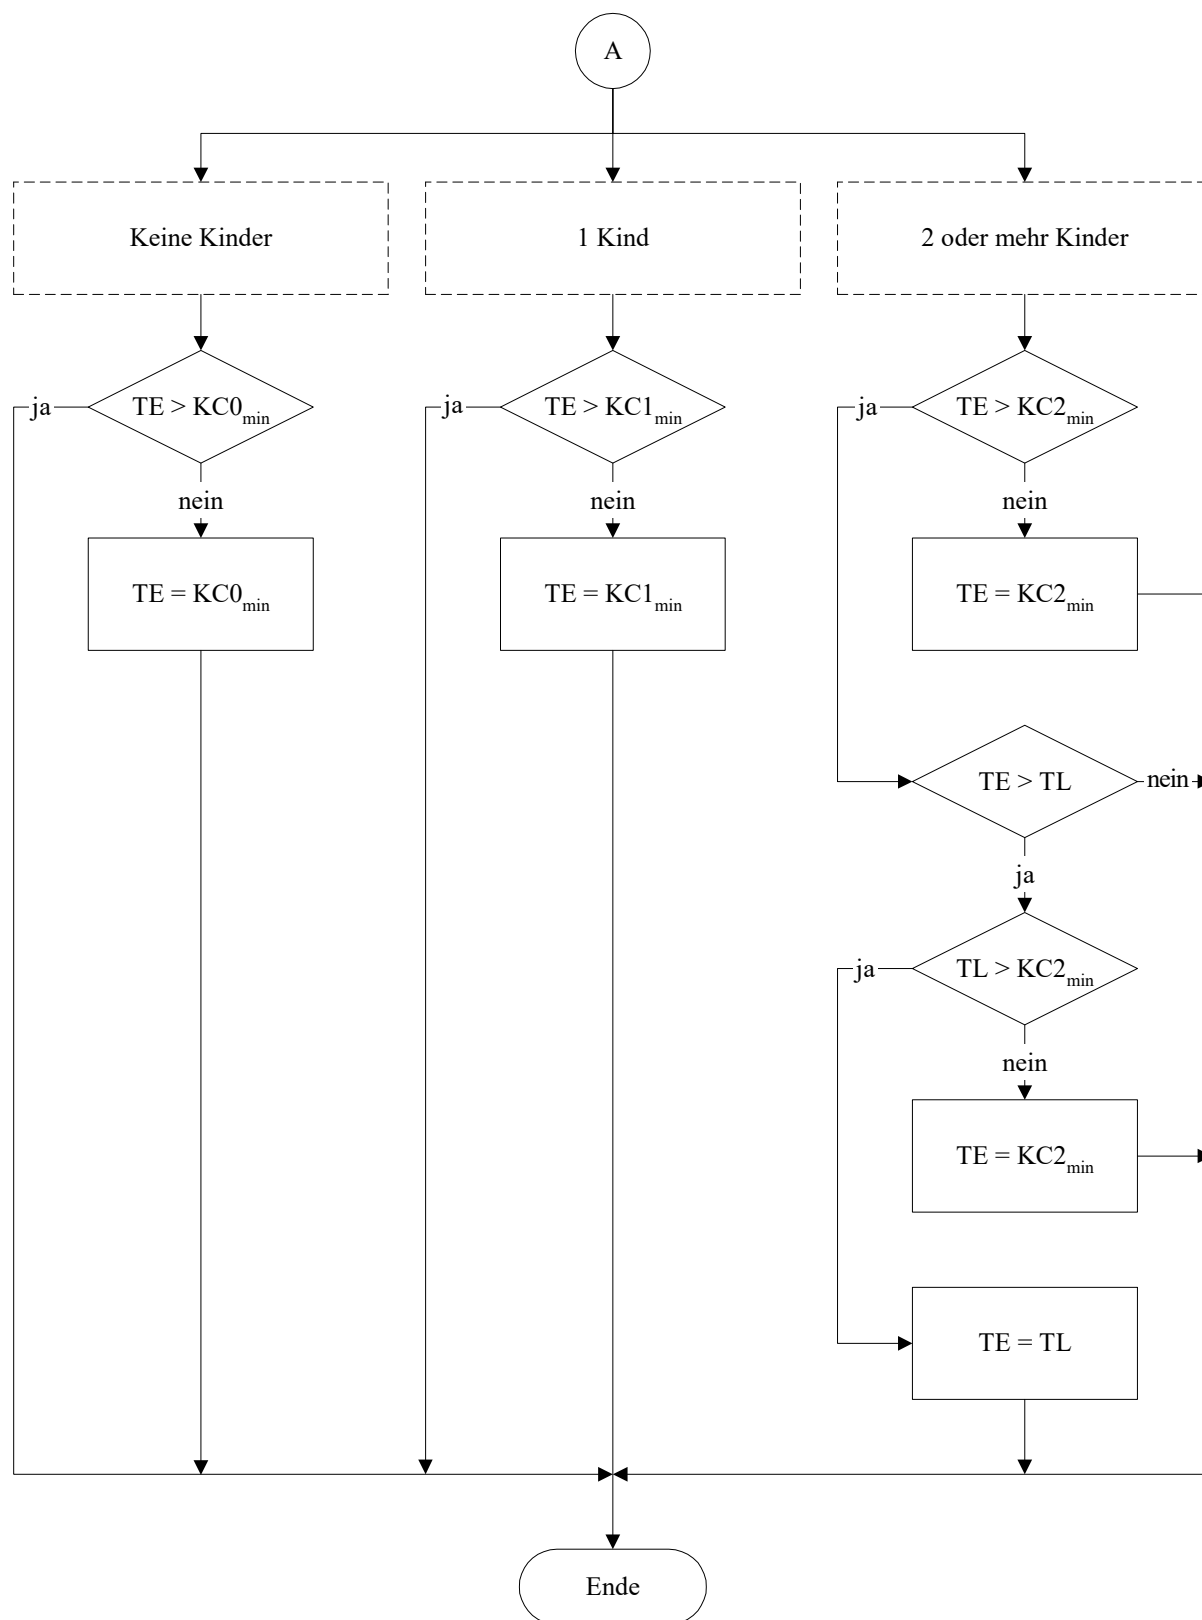 A
Keine Kinder
1 Kind
2 oder mehr Kinder
ja
TE > KC0min
ja
TE > KC1min
ja
TE > KC2min
nein
nein
nein
TE = KC0min
TE = KC1min
TE = KC2min
TE > TL
nein
ja
ja
TL > KC2min
nein
TE = KC2min
TE = TL
Ende